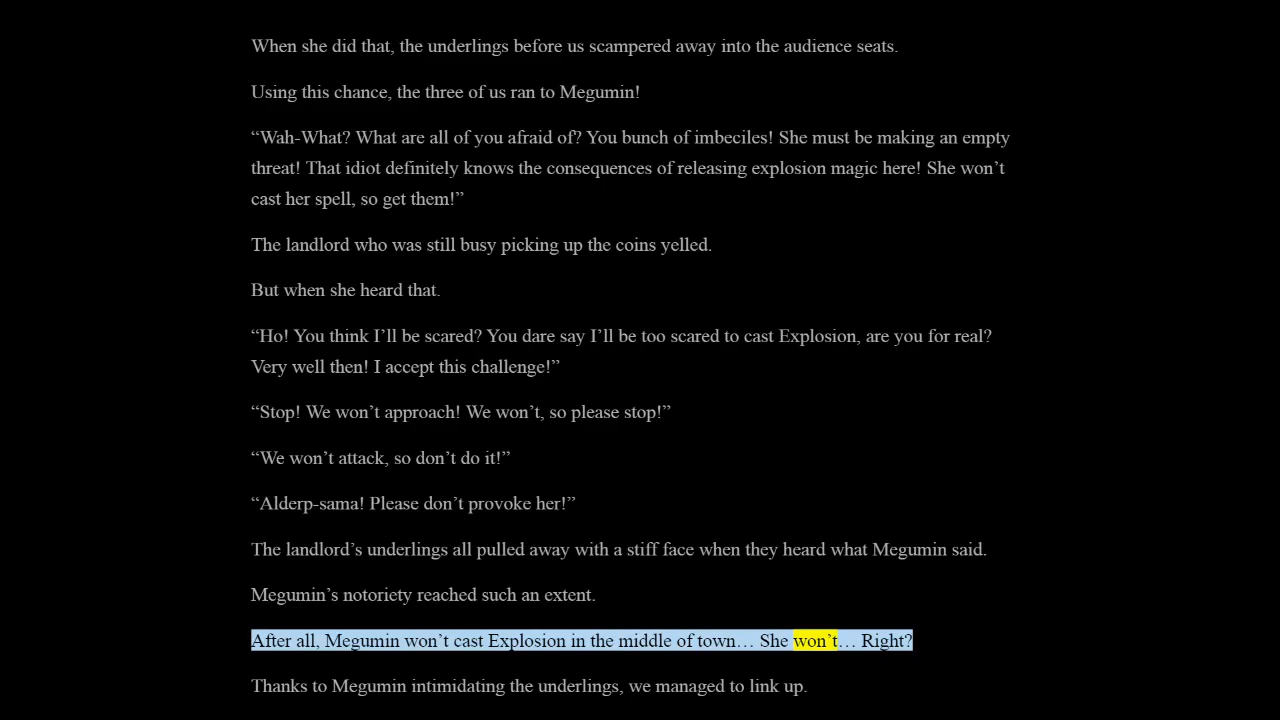 When she did that, the underlings before us scampered away into the audience seats.
Using this chance, the three of us ran to Megumin!
“Wah-What? What are all of you afraid of? You bunch of imbeciles! She must be making an empty
threat! That idiot definitely knows the consequences of releasing explosion magic here! She won’t
cast her spell, so get them!”
The landlord who was still busy picking up the coins yelled.
But when she heard that.
“Ho! You think I’ll be scared? You dare say I’ll be too scared to cast Explosion, are you for real?
Very well then! I accept this challenge!”
“Stop! We won’t approach! We won’t, so please stop!”
“We won’t attack, so don’t do it!”
“Alderp-sama! Please don’t provoke her!”
The landlord’s underlings all pulled away with a stiff face when they heard what Megumin said.
Megumin’s notoriety reached such an extent.
After all, Megumin won’t cast Explosion in the middle of town… She won’t… Right?
Thanks to Megumin intimidating the underlings, we managed to link up.